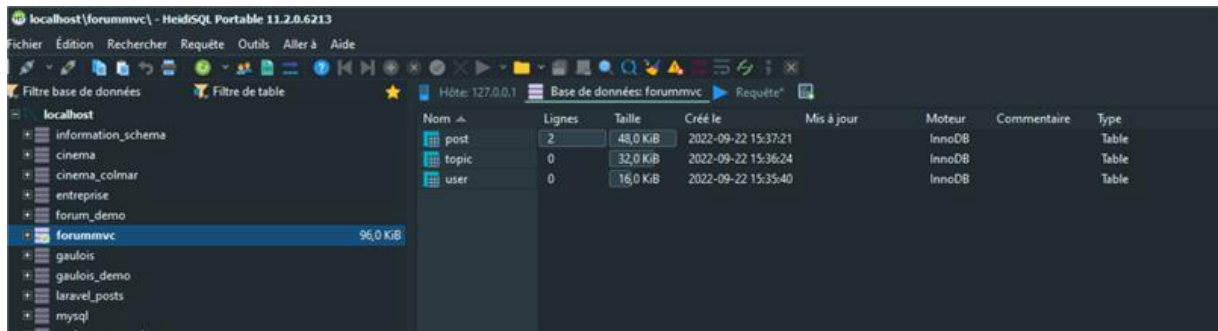 localhost\forummvc\ - HeidiSQL Portable 11.2.0.6213
Fichier Édition Rechercher Requête Outils Aller à Aide
Filtre base de données Filtre de table Hôte: 127.0.0.1 Base de données: forummvc Requête*
localhost
information_schema
cinema
cinema_colmar
entreprise
forum_demo
forummvc 96,0 KiB
gaulois
gaulois_demo
laravel_posts
mysql
Nom Lignes Taille Créé le Mis à jour Moteur Commentaire Type
post 2 48,0 KiB 2022-09-22 15:37:21 InnoDB Table
topic 0 32,0 KiB 2022-09-22 15:36:24 InnoDB Table
user 0 16,0 KiB 2022-09-22 15:35:40 InnoDB Table